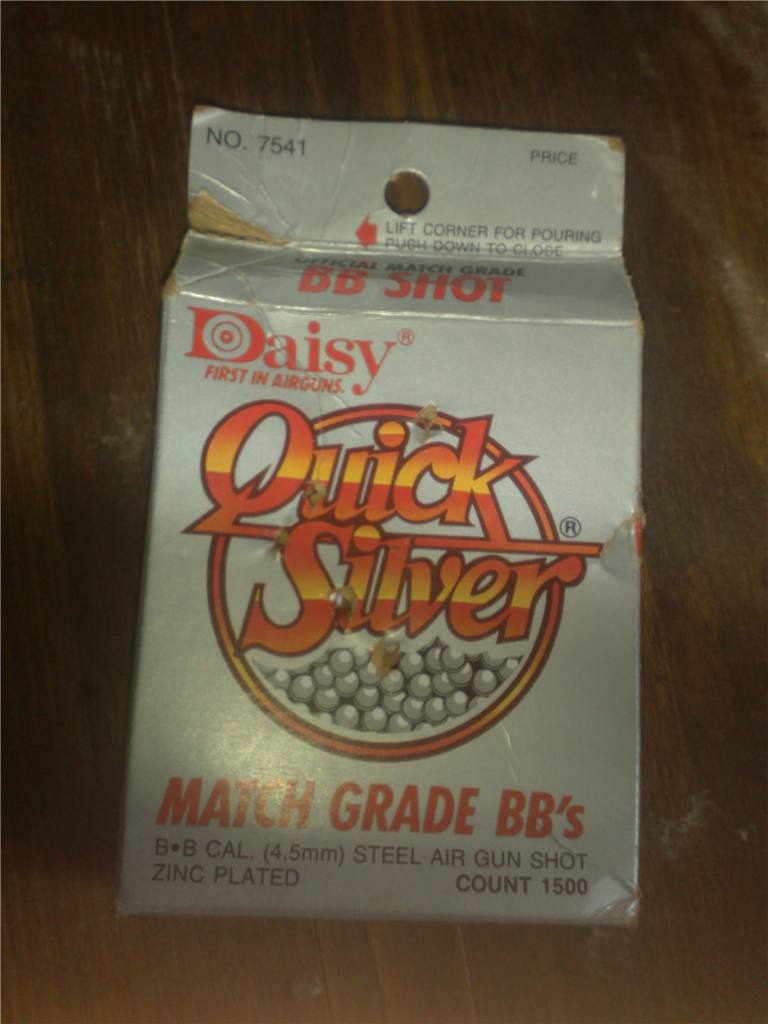 NO. 7541
PRICE
LIFT CORNER FOR POURING
PUSH DOWN TO CLOSE
OFFICIAL MATCH GRADE
BB SHOT
Daisy®
FIRST IN AIRGUNS.
Quick
Silver®
MATCH GRADE BB's
B•B CAL. (4.5mm) STEEL AIR GUN SHOT
ZINC PLATED COUNT 1500